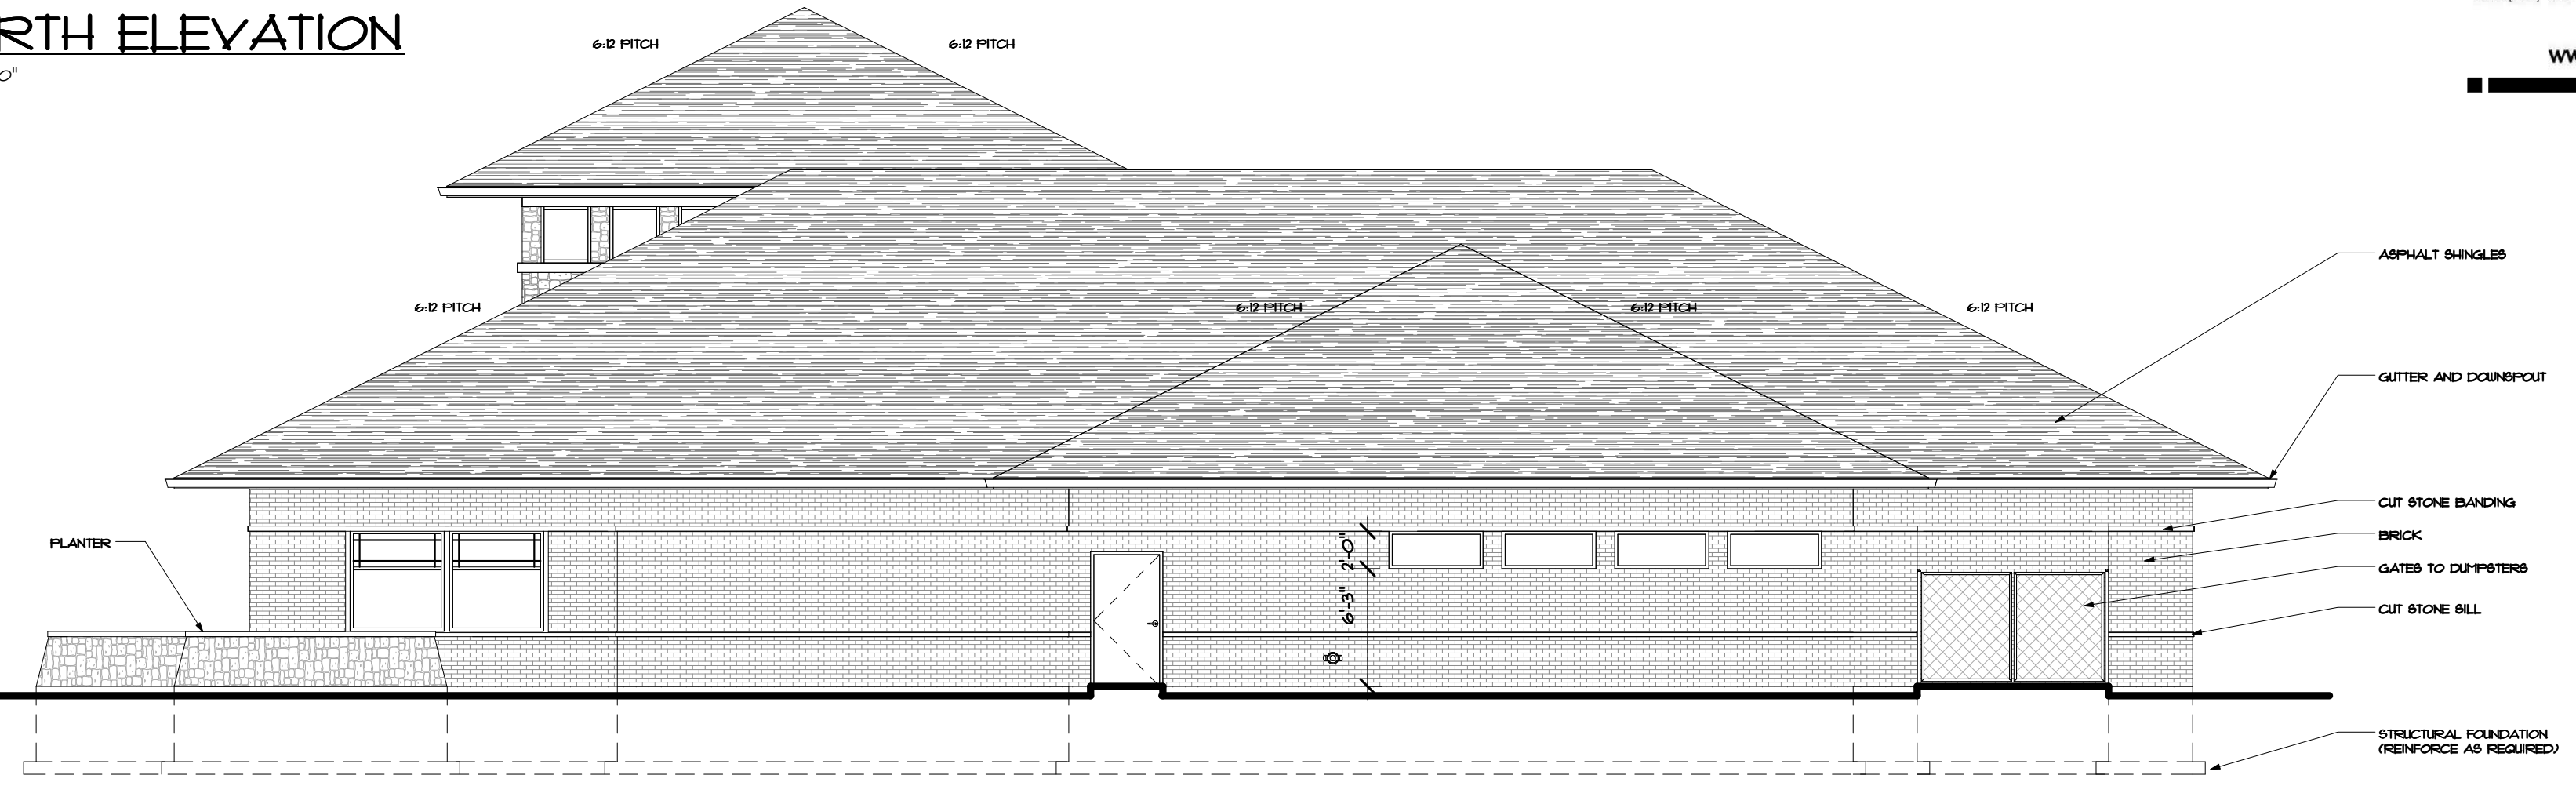 RTH ELEVATION
0"
6:12 PITCH
6:12 PITCH
6:12 PITCH
6:12 PITCH
6:12 PITCH
6:12 PITCH
ASPHALT SHINGLES
GUTTER AND DOWNSPOUT
CUT STONE BANDING
BRICK
GATES TO DUMPSTERS
CUT STONE SILL
PLANTER
2'-0"
6'-3"
STRUCTURAL FOUNDATION
(REINFORCE AS REQUIRED)